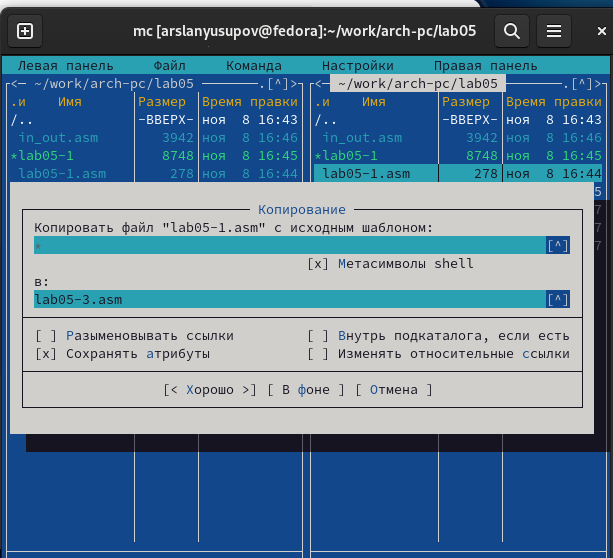 mc [arslanyusupov@fedora]:~/work/arch-pc/lab05
Левая панель Файл Команда Настройки Правая панель
<─ ~/work/arch-pc/lab05 ──────.[^]> <─ ~/work/arch-pc/lab05 ──────.[^]>
.и Имя Размер Время правки .и Имя Размер Время правки
/.. -ВВЕРХ- ноя 8 16:43 /.. -ВВЕРХ- ноя 8 16:43
in_out.asm 3942 ноя 8 16:46 in_out.asm 3942 ноя 8 16:46
*lab05-1 8748 ноя 8 16:45 *lab05-1 8748 ноя 8 16:45
lab05-1.asm 278 ноя 8 16:44 lab05-1.asm 278 ноя 8 16:44
5
Копирование
7
Копировать файл "lab05-1.asm" с исходным шаблоном:
7
* [^]
7
[x] Метасимволы shell
в:
lab05-3.asm [^]
[ ] Разыменовывать ссылки [ ] Внутрь подкаталога, если есть
[x] Сохранять атрибуты [ ] Изменять относительные ссылки
[< Хорошо >] [ В фоне ] [ Отмена ]